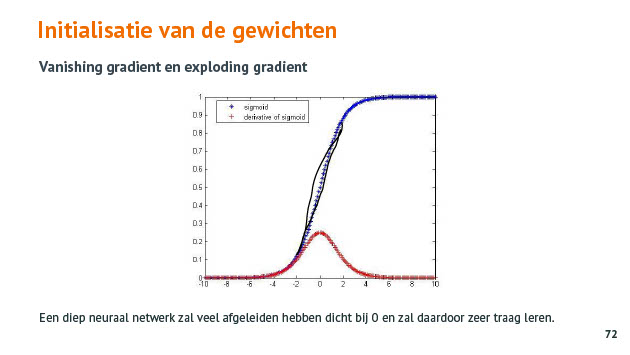 Initialisatie van de gewichten
Vanishing gradient en exploding gradient
1
0.9
0.8
0.7
0.6
0.5
0.4
0.3
0.2
0.1
0
sigmoid
derivative of sigmoid
-10 -8 -6 -4 -2 0 2 4 6 8 10
Een diep neuraal netwerk zal veel afgeleiden hebben dicht bij 0 en zal daardoor zeer traag leren.
72